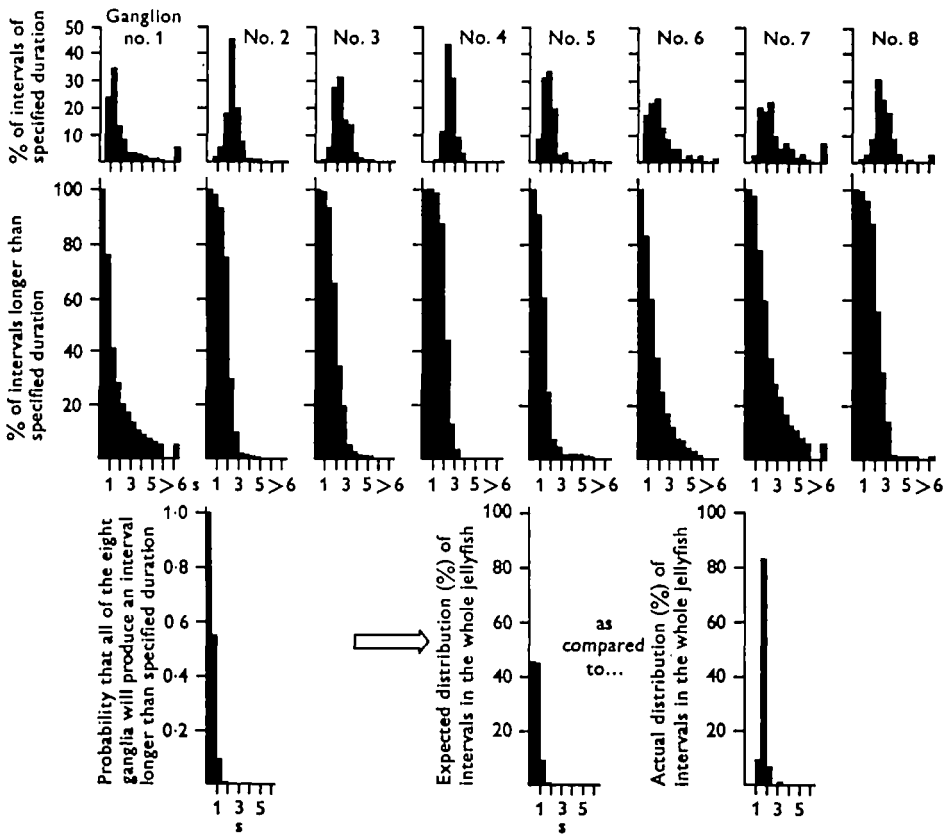 Ganglion
no. 1
No. 2
No. 3
No. 4
No. 5
No. 6
No. 7
No. 8
% of intervals of
specified duration
50
40
30
20
10
% of intervals longer than
specified duration
100
80
60
40
20
1 3 5 >6 s
1 3 5 >6
1 3 5 >6
1 3 5 >6
1 3 5 >6
1 3 5 >6
1 3 5 >6
1 3 5 >6
Probability that all of the eight
ganglia will produce an interval
longer than specified duration
1·0
0·8
0·6
0·4
0·2
1 3 5
s
Expected distribution (%) of
intervals in the whole jellyfish
100
80
60
40
20
1 3 5
s
as
compared
to...
Actual distribution (%) of
intervals in the whole jellyfish
100
80
60
40
20
1 3 5